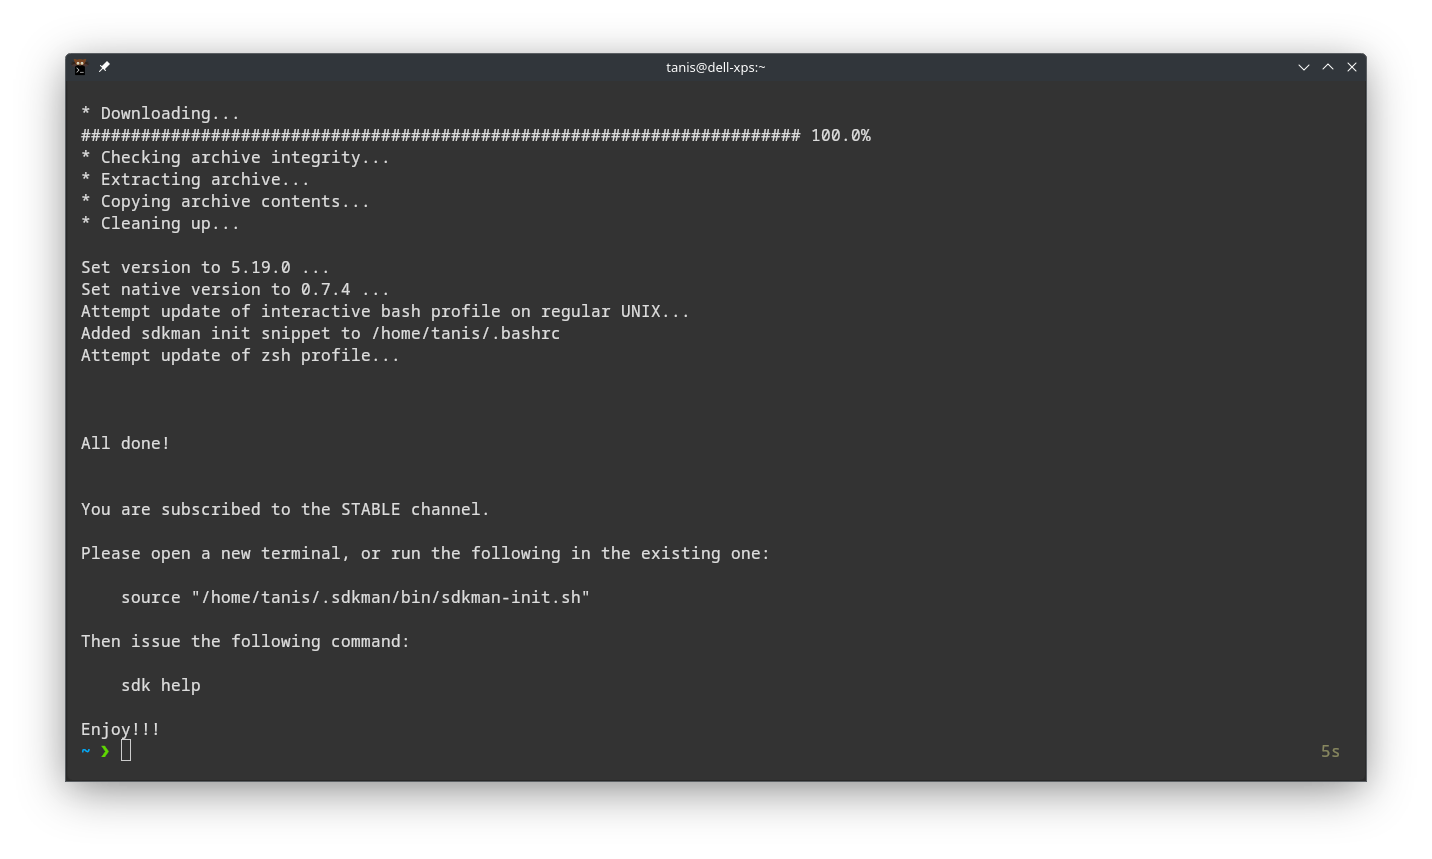 tanis@dell-xps:~
* Downloading...
######################################################################## 100.0%
* Checking archive integrity...
* Extracting archive...
* Copying archive contents...
* Cleaning up...
Set version to 5.19.0 ...
Set native version to 0.7.4 ...
Attempt update of interactive bash profile on regular UNIX...
Added sdkman init snippet to /home/tanis/.bashrc
Attempt update of zsh profile...
All done!
You are subscribed to the STABLE channel.
Please open a new terminal, or run the following in the existing one:
source "/home/tanis/.sdkman/bin/sdkman-init.sh"
Then issue the following command:
sdk help
Enjoy!!!
~ ❯ 5s